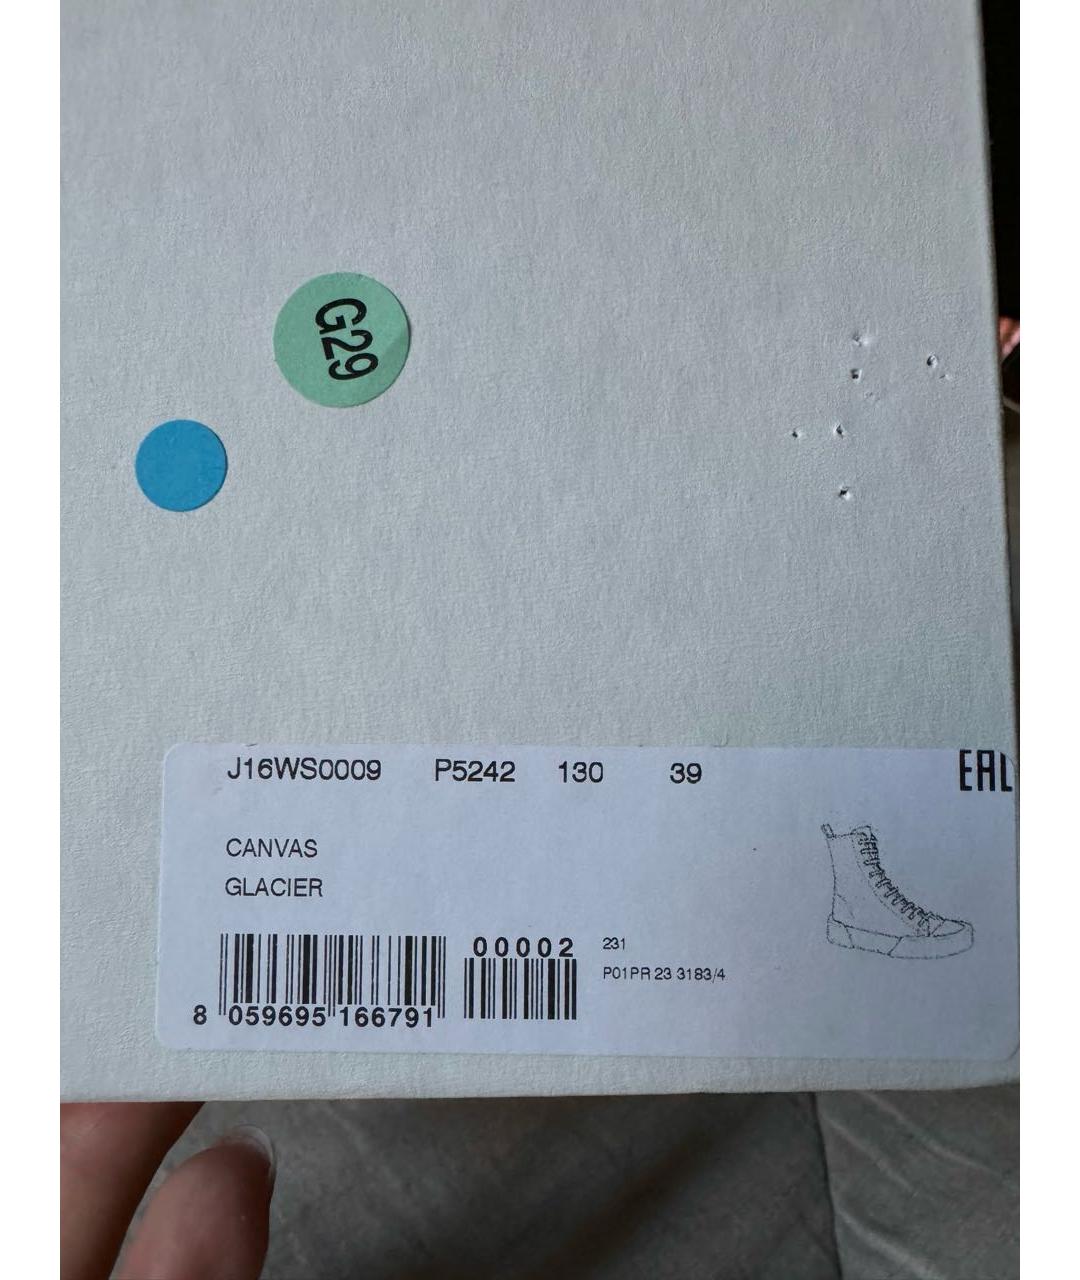 G29
J16WS0009 P5242 130 39
EAC
CANVAS
GLACIER
00002
231
P01PR 23 3183/4
8 059695 166791